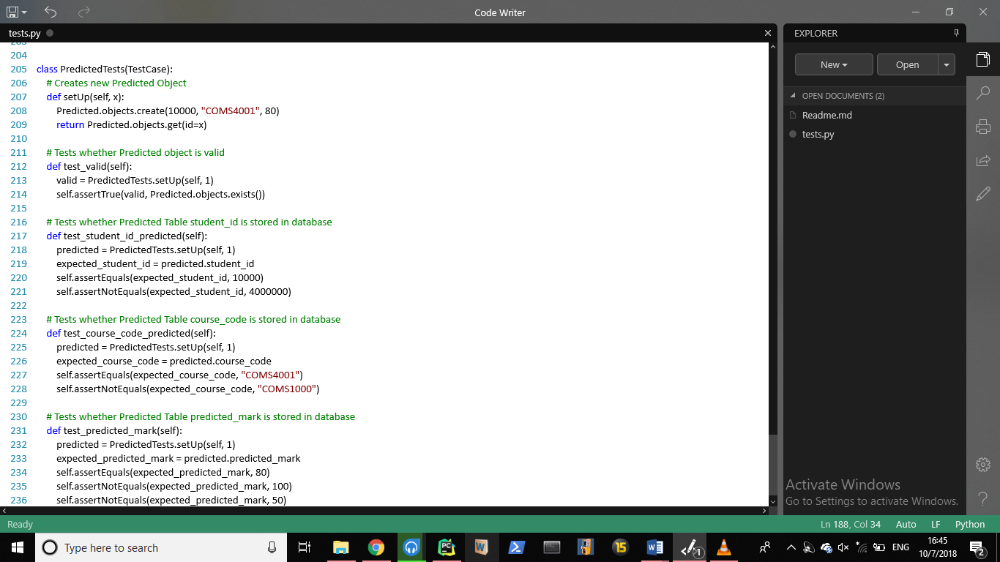 Code Writer
tests.py
EXPLORER
New
Open
OPEN DOCUMENTS (2)
Readme.md
tests.py
203
204
205 class PredictedTests(TestCase):
206 # Creates new Predicted Object
207 def setUp(self, x):
208 Predicted.objects.create(10000, "COMS4001", 80)
209 return Predicted.objects.get(id=x)
210
211 # Tests whether Predicted object is valid
212 def test_valid(self):
213 valid = PredictedTests.setUp(self, 1)
214 self.assertTrue(valid, Predicted.objects.exists())
215
216 # Tests whether Predicted Table student_id is stored in database
217 def test_student_id_predicted(self):
218 predicted = PredictedTests.setUp(self, 1)
219 expected_student_id = predicted.student_id
220 self.assertEquals(expected_student_id, 10000)
221 self.assertNotEquals(expected_student_id, 4000000)
222
223 # Tests whether Predicted Table course_code is stored in database
224 def test_course_code_predicted(self):
225 predicted = PredictedTests.setUp(self, 1)
226 expected_course_code = predicted.course_code
227 self.assertEquals(expected_course_code, "COMS4001")
228 self.assertNotEquals(expected_course_code, "COMS1000")
229
230 # Tests whether Predicted Table predicted_mark is stored in database
231 def test_predicted_mark(self):
232 predicted = PredictedTests.setUp(self, 1)
233 expected_predicted_mark = predicted.predicted_mark
234 self.assertEquals(expected_predicted_mark, 80)
235 self.assertNotEquals(expected_predicted_mark, 100)
236 self.assertNotEquals(expected_predicted_mark, 50)
Activate Windows
Go to Settings to activate Windows.
Ready
Ln 188, Col 34 Auto LF Python
Type here to search
PC
W
15
W
1
ENG
16:45
10/7/2018
2